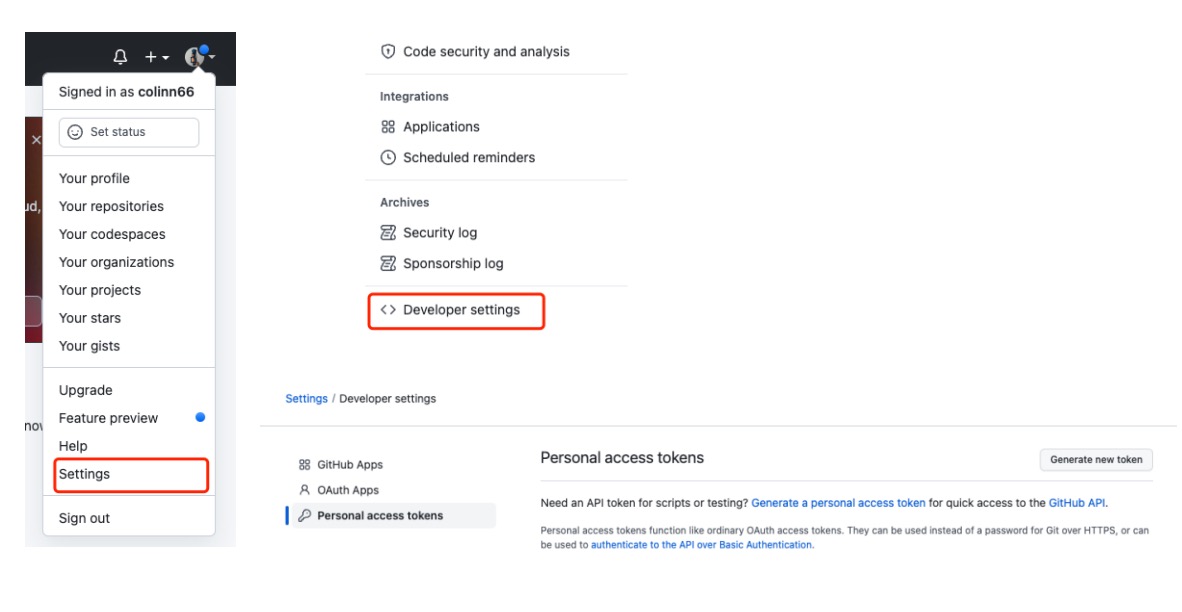 Signed in as colinn66
Set status
ud,
Your profile
Your repositories
Your codespaces
Your organizations
Your projects
Your stars
Your gists
Upgrade
Feature preview
Help
Settings
Sign out
Code security and analysis
Integrations
Applications
Scheduled reminders
Archives
Security log
Sponsorship log
Developer settings
Settings / Developer settings
GitHub Apps
OAuth Apps
Personal access tokens
Personal access tokens
Generate new token
Need an API token for scripts or testing? Generate a personal access token for quick access to the GitHub API.
Personal access tokens function like ordinary OAuth access tokens. They can be used instead of a password for Git over HTTPS, or can
be used to authenticate to the API over Basic Authentication.